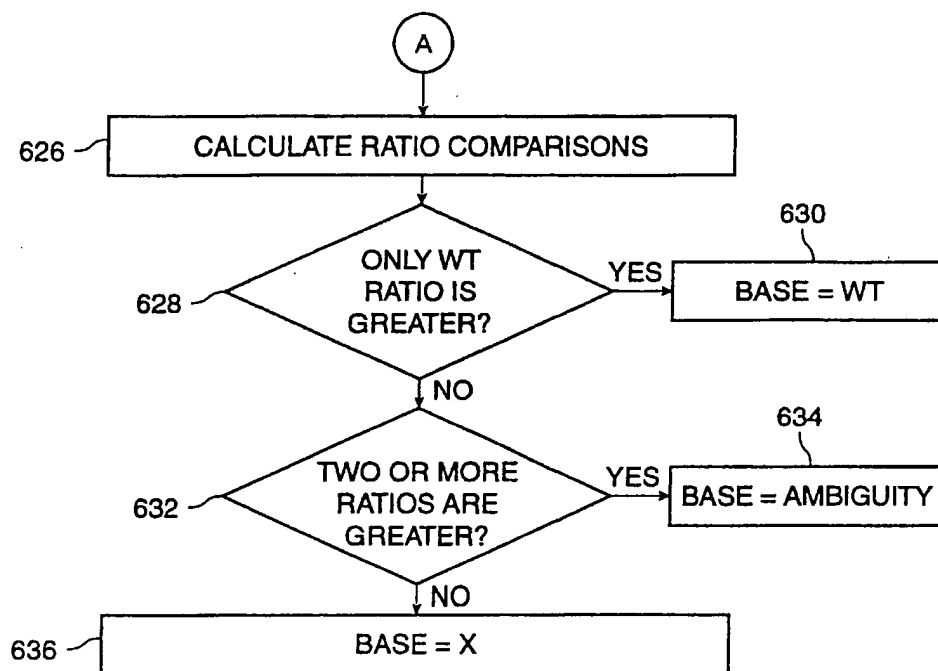 A
626
CALCULATE RATIO COMPARISONS
628
ONLY WT
RATIO IS
GREATER?
YES
630
BASE = WT
NO
632
TWO OR MORE
RATIOS ARE
GREATER?
YES
634
BASE = AMBIGUITY
NO
636
BASE = X